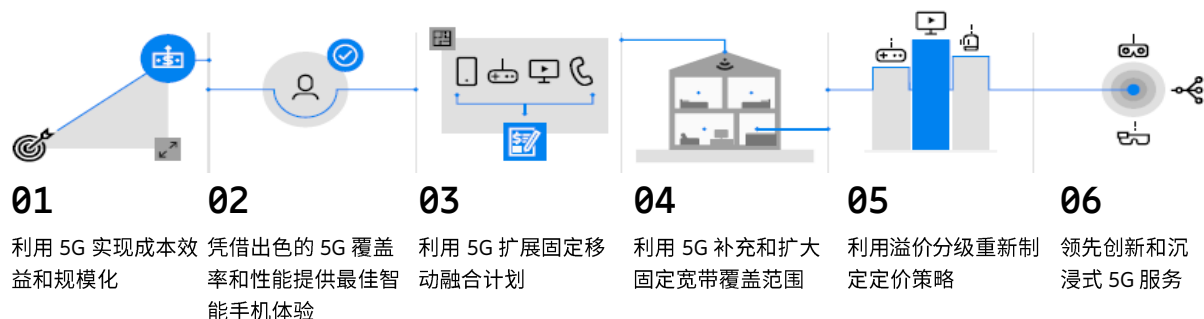 01
利用 5G 实现成本效
益和规模化
02
凭借出色的 5G 覆盖
率和性能提供最佳智
能手机体验
03
利用 5G 扩展固定移
动融合计划
04
利用 5G 补充和扩大
固定宽带覆盖范围
05
利用溢价分级重新制
定定价策略
06
领先创新和沉
浸式 5G 服务